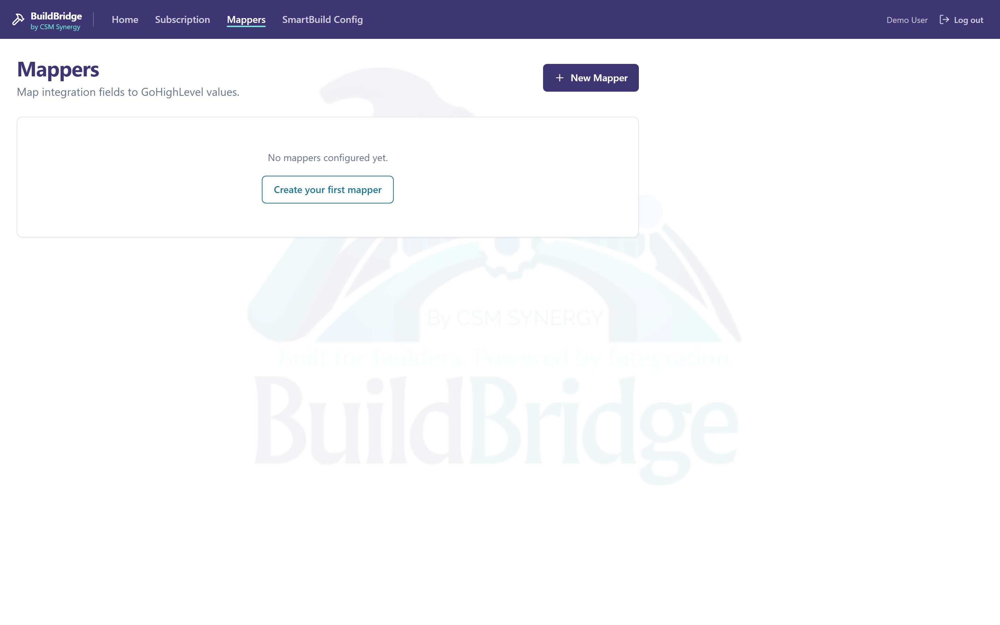 BuildBridge
by CSM Synergy
Home
Subscription
Mappers
SmartBuild Config
Demo User
Log out
Mappers
Map integration fields to GoHighLevel values.
New Mapper
No mappers configured yet.
Create your first mapper
By CSM SYNERGY
Built for Builders. Powered by Integration.
BuildBridge